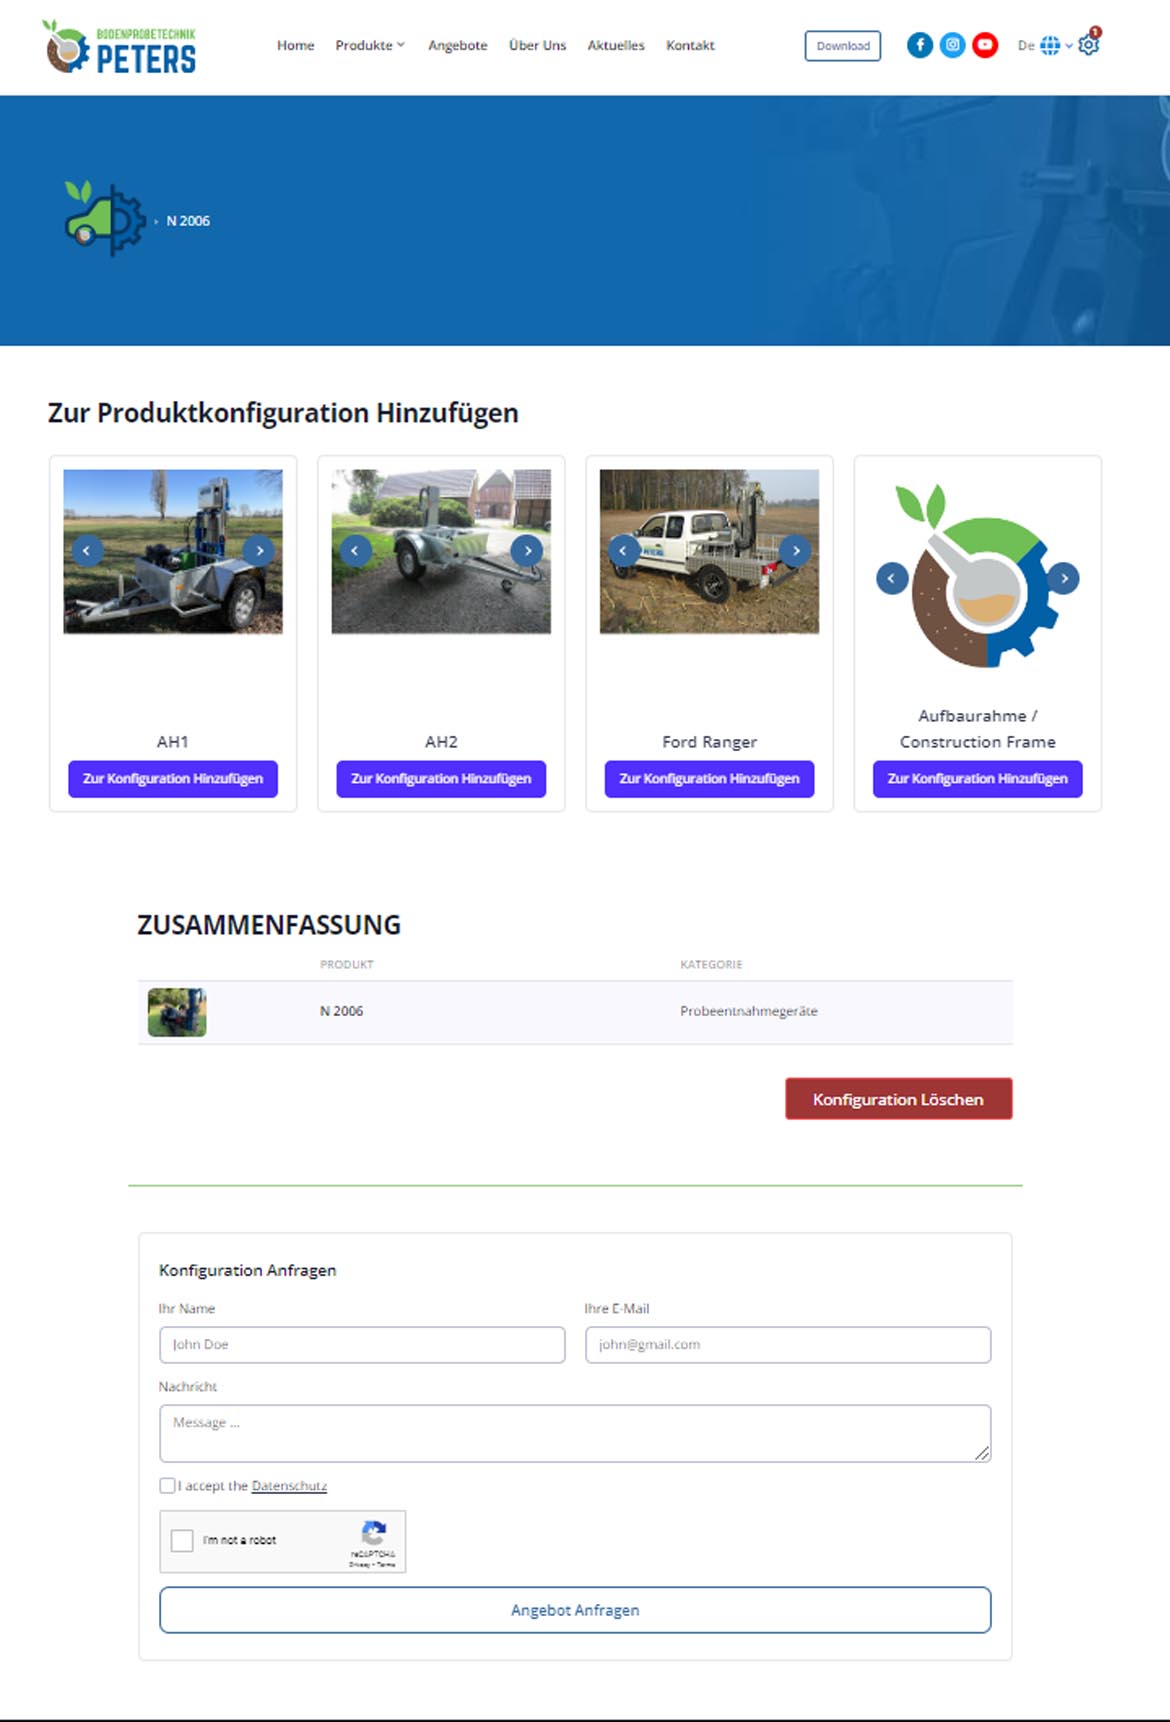 BODENPROBETECHNIK
PETERS
Home Produkte Angebote Über Uns Aktuelles Kontakt
Download
De
1
N 2006
Zur Produktkonfiguration Hinzufügen
AH1
Zur Konfiguration Hinzufügen
AH2
Zur Konfiguration Hinzufügen
Ford Ranger
Zur Konfiguration Hinzufügen
Aufbaurahme /
Construction Frame
Zur Konfiguration Hinzufügen
ZUSAMMENFASSUNG
PRODUKT KATEGORIE
N 2006 Probeentnahmegeräte
Konfiguration Löschen
Konfiguration Anfragen
Ihr Name Ihre E-Mail
John Doe john@gmail.com
Nachricht
Message ...
I accept the Datenschutz
I'm not a robot
reCAPTCHA
Privacy - Terms
Angebot Anfragen